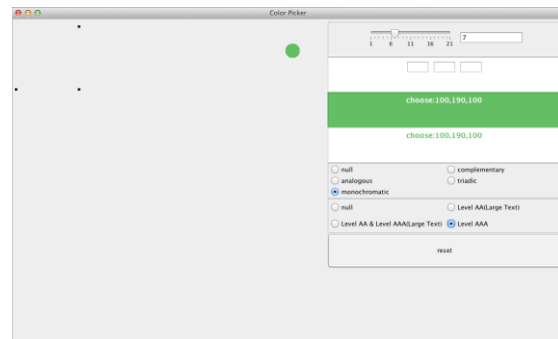 Color Picker
1 6 11 16 21
7
choose:100,190,100
choose:100,190,100
null
complementary
analogous
triadic
monochromatic
null
Level AA(Large Text)
Level AA & Level AAA(Large Text)
Level AAA
reset